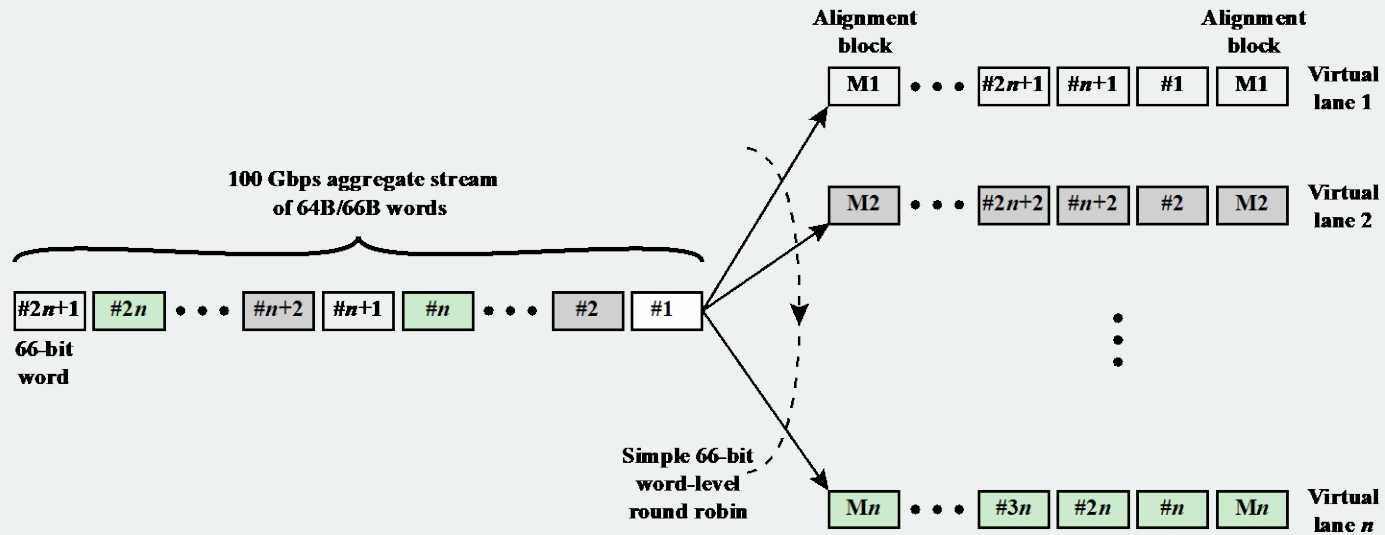 Alignment
block
Alignment
block
M1 • • • #2n+1 #n+1 #1 M1
Virtual
lane 1
100 Gbps aggregate stream
of 64B/66B words
M2 • • • #2n+2 #n+2 #2 M2
Virtual
lane 2
#2n+1 #2n • • • #n+2 #n+1 #n • • • #2 #1
66-bit
word
Simple 66-bit
word-level
round robin
Mn • • • #3n #2n #n Mn
Virtual
lane n